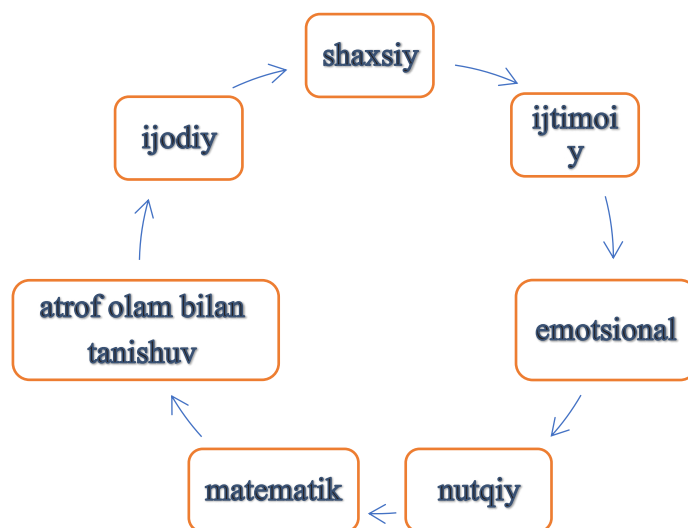 shaxsiy
ijtimoi
y
emotsional
nutqiy
matematik
atrof olam bilan
tanishuv
ijodiy